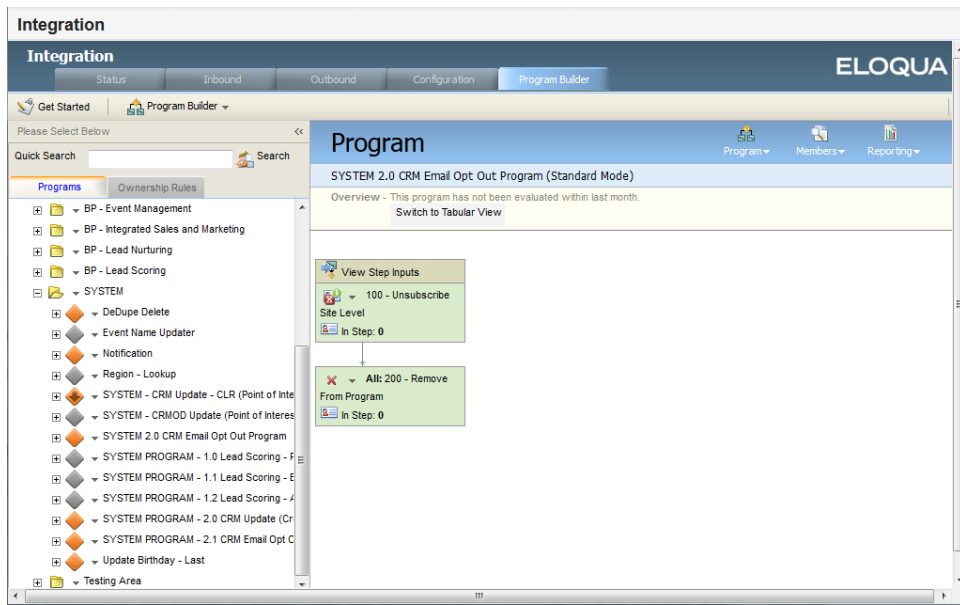 Integration
Integration
ELOQUA
Status Inbound Outbound Configuration Program Builder
Get Started Program Builder
Please Select Below «
Quick Search Search
Programs Ownership Rules
BP - Event Management
BP - Integrated Sales and Marketing
BP - Lead Nurturing
BP - Lead Scoring
SYSTEM
DeDupe Delete
Event Name Updater
Notification
Region - Lookup
SYSTEM - CRM Update - CLR (Point of Inte
SYSTEM - CRMOD Update (Point of Interes
SYSTEM 2.0 CRM Email Opt Out Program
SYSTEM PROGRAM - 1.0 Lead Scoring - F
SYSTEM PROGRAM - 1.1 Lead Scoring - E
SYSTEM PROGRAM - 1.2 Lead Scoring - A
SYSTEM PROGRAM - 2.0 CRM Update (Cr
SYSTEM PROGRAM - 2.1 CRM Email Opt O
Update Birthday - Last
Testing Area
Program
Program Members Reporting
SYSTEM 2.0 CRM Email Opt Out Program (Standard Mode)
Overview - This program has not been evaluated within last month.
Switch to Tabular View
View Step Inputs
100 - Unsubscribe
Site Level
In Step: 0
All: 200 - Remove
From Program
In Step: 0